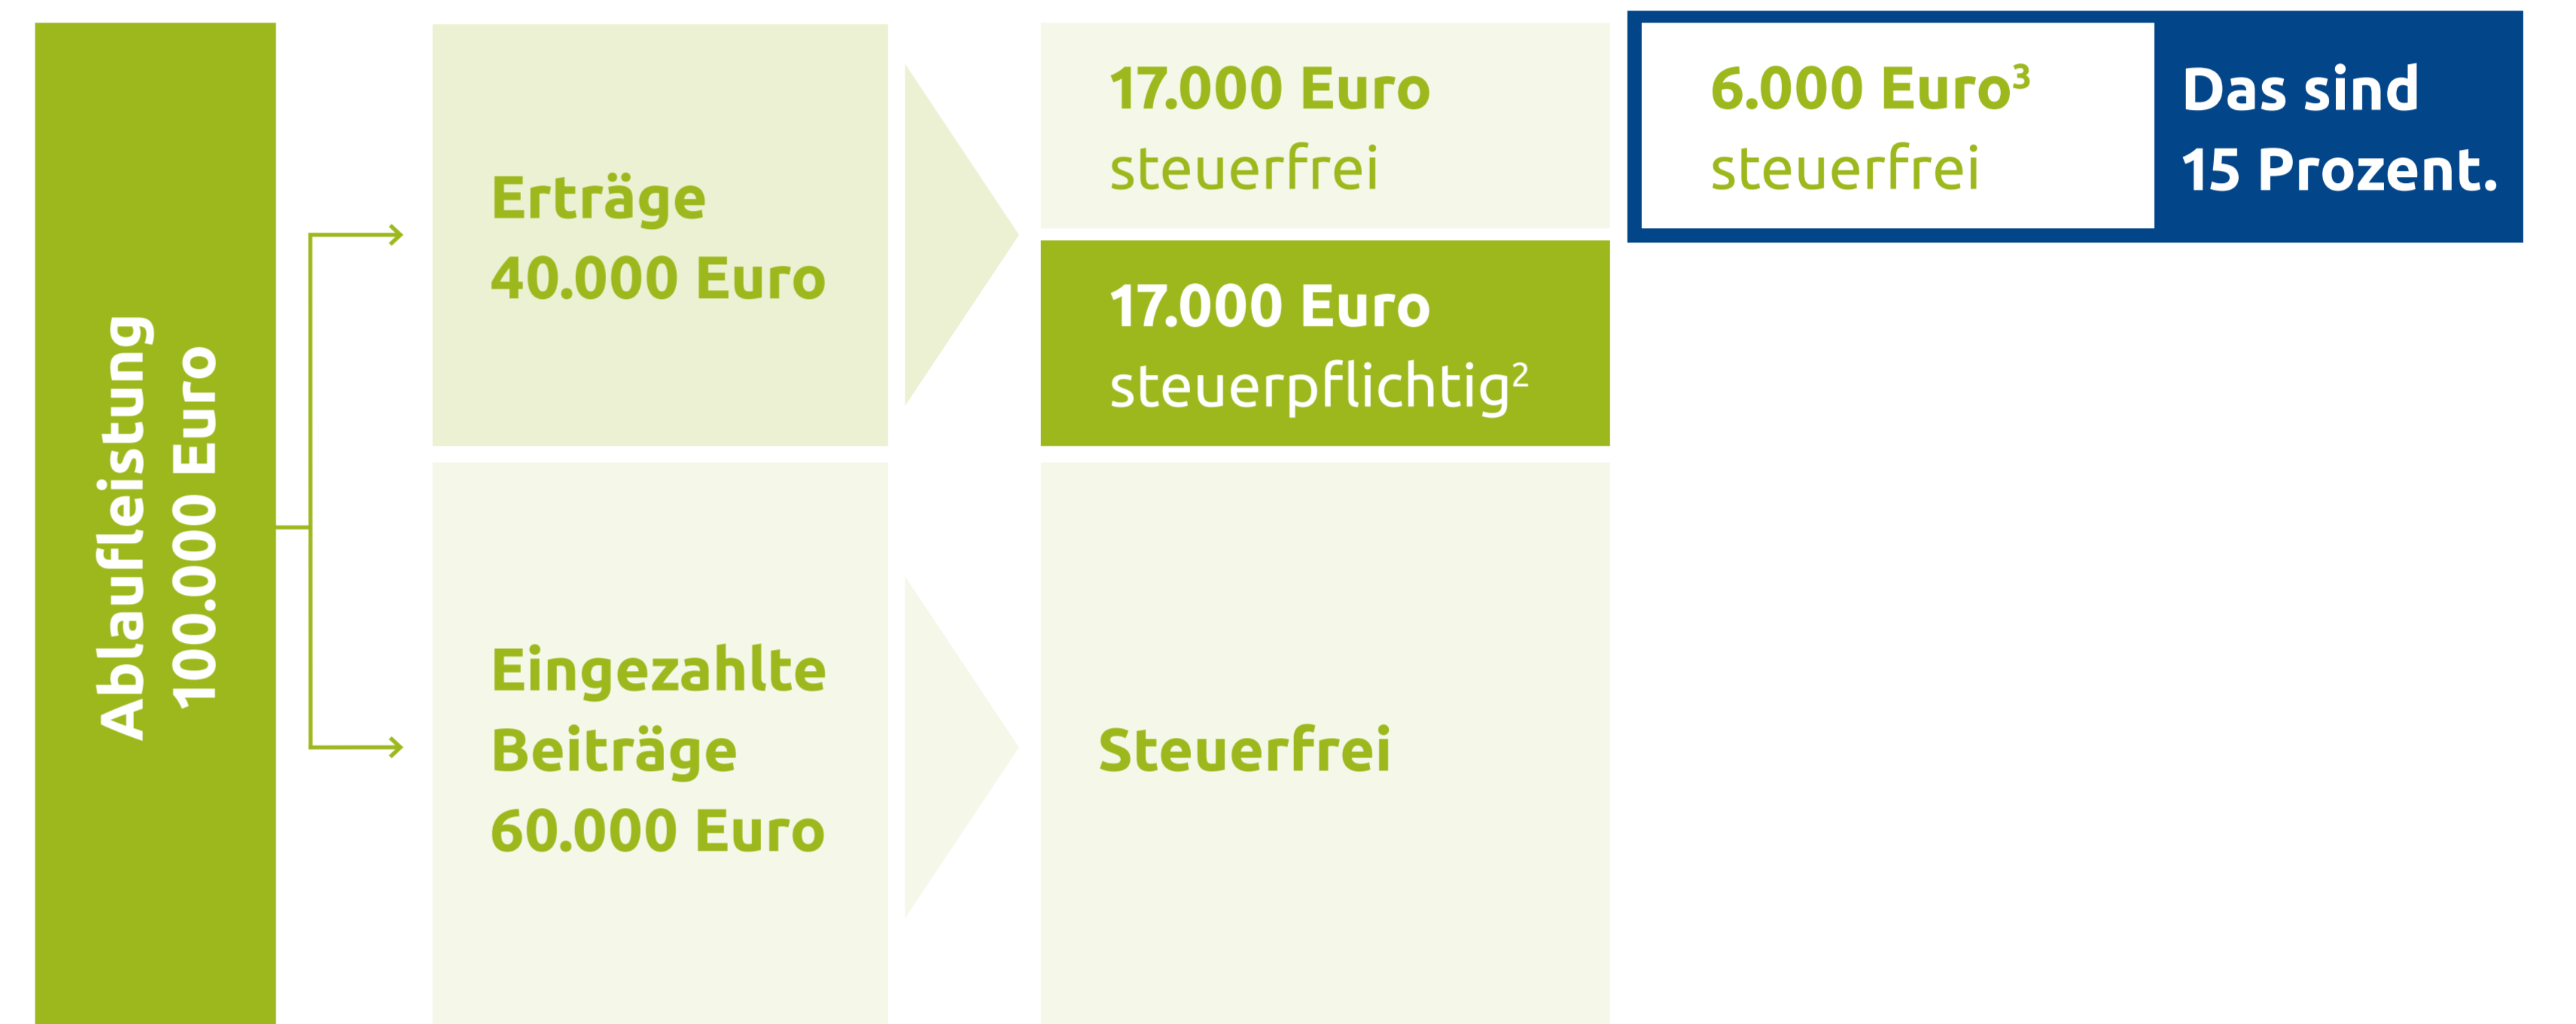 Ablaufleistung
100.000 Euro
Erträge
40.000 Euro
17.000 Euro
steuerfrei
6.000 Euro³
steuerfrei
Das sind
15 Prozent.
17.000 Euro
steuerpflichtig²
Eingezahlte
Beiträge
60.000 Euro
Steuerfrei